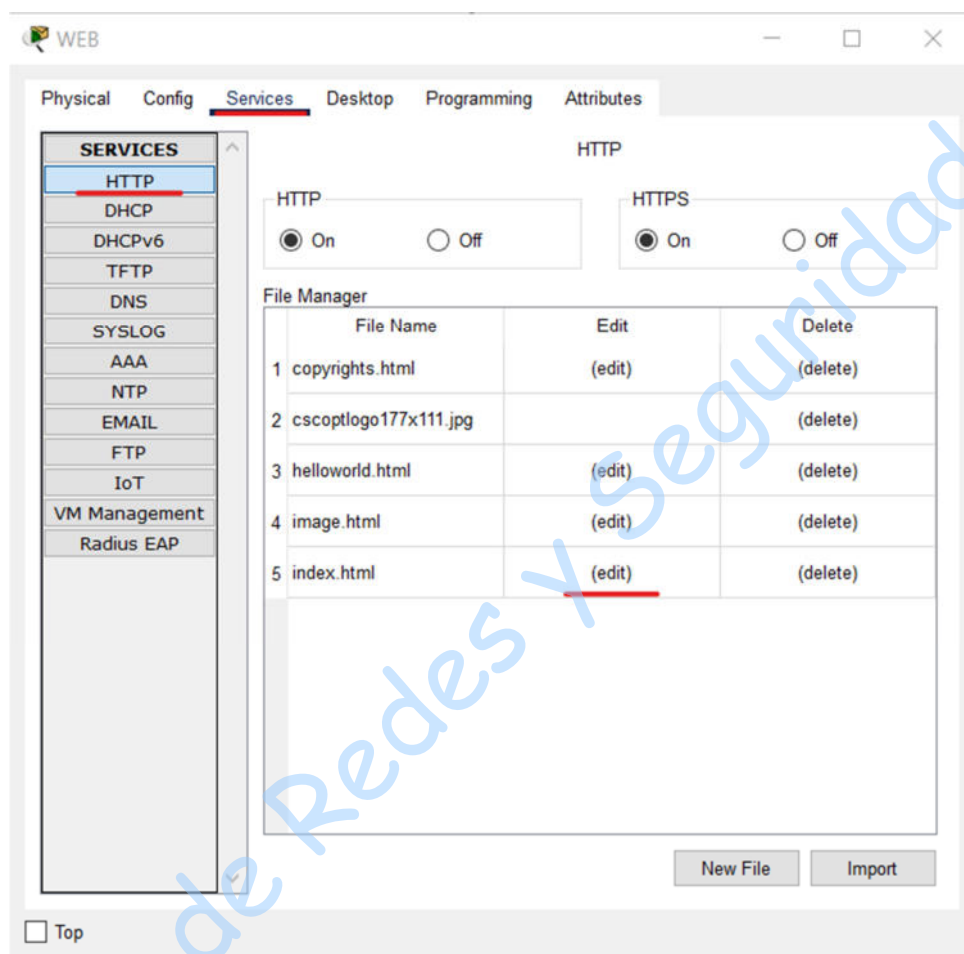 WEB
Physical Config Services Desktop Programming Attributes
SERVICES
HTTP
DHCP
DHCPv6
TFTP
DNS
SYSLOG
AAA
NTP
EMAIL
FTP
IoT
VM Management
Radius EAP
HTTP
HTTP
On Off
HTTPS
On Off
File Manager
File Name Edit Delete
1 copyrights.html (edit) (delete)
2 cscoptlogo177x111.jpg (delete)
3 helloworld.html (edit) (delete)
4 image.html (edit) (delete)
5 index.html (edit) (delete)
New File Import
Top
de Redes Y Seguridad